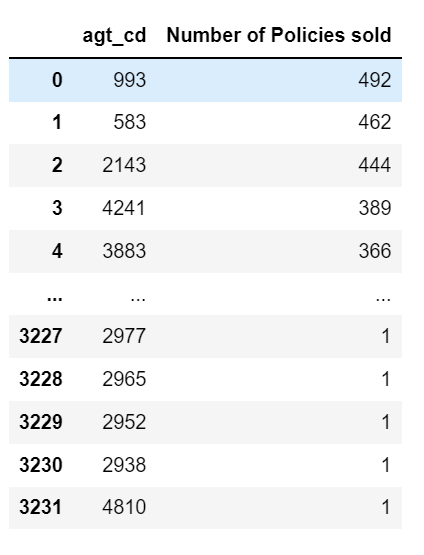 agt_cd Number of Policies sold
0 993 492
1 583 462
2 2143 444
3 4241 389
4 3883 366
... ... ...
3227 2977 1
3228 2965 1
3229 2952 1
3230 2938 1
3231 4810 1